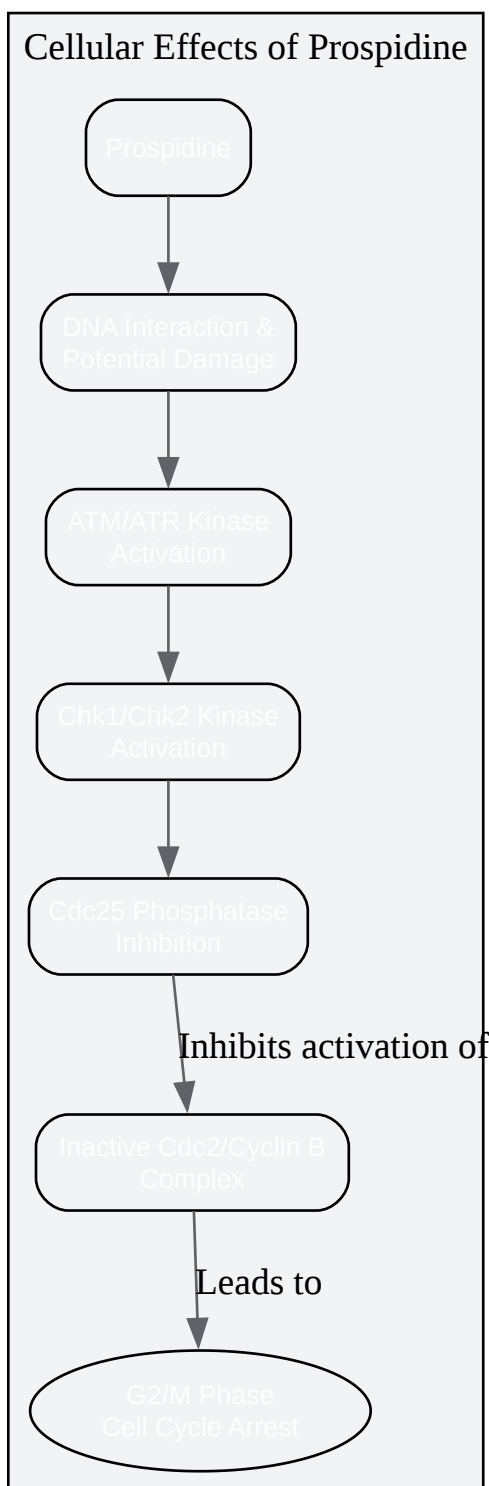 Cellular Effects of Prospidine
Prospidine
DNA Interaction &
Potential Damage
ATM/ATR Kinase
Activation
Chk1/Chk2 Kinase
Activation
Cdc25 Phosphatase
Inhibition
Inhibits activation of
Inactive Cdc2/Cyclin B
Complex
Leads to
G2/M Phase
Cell Cycle Arrest